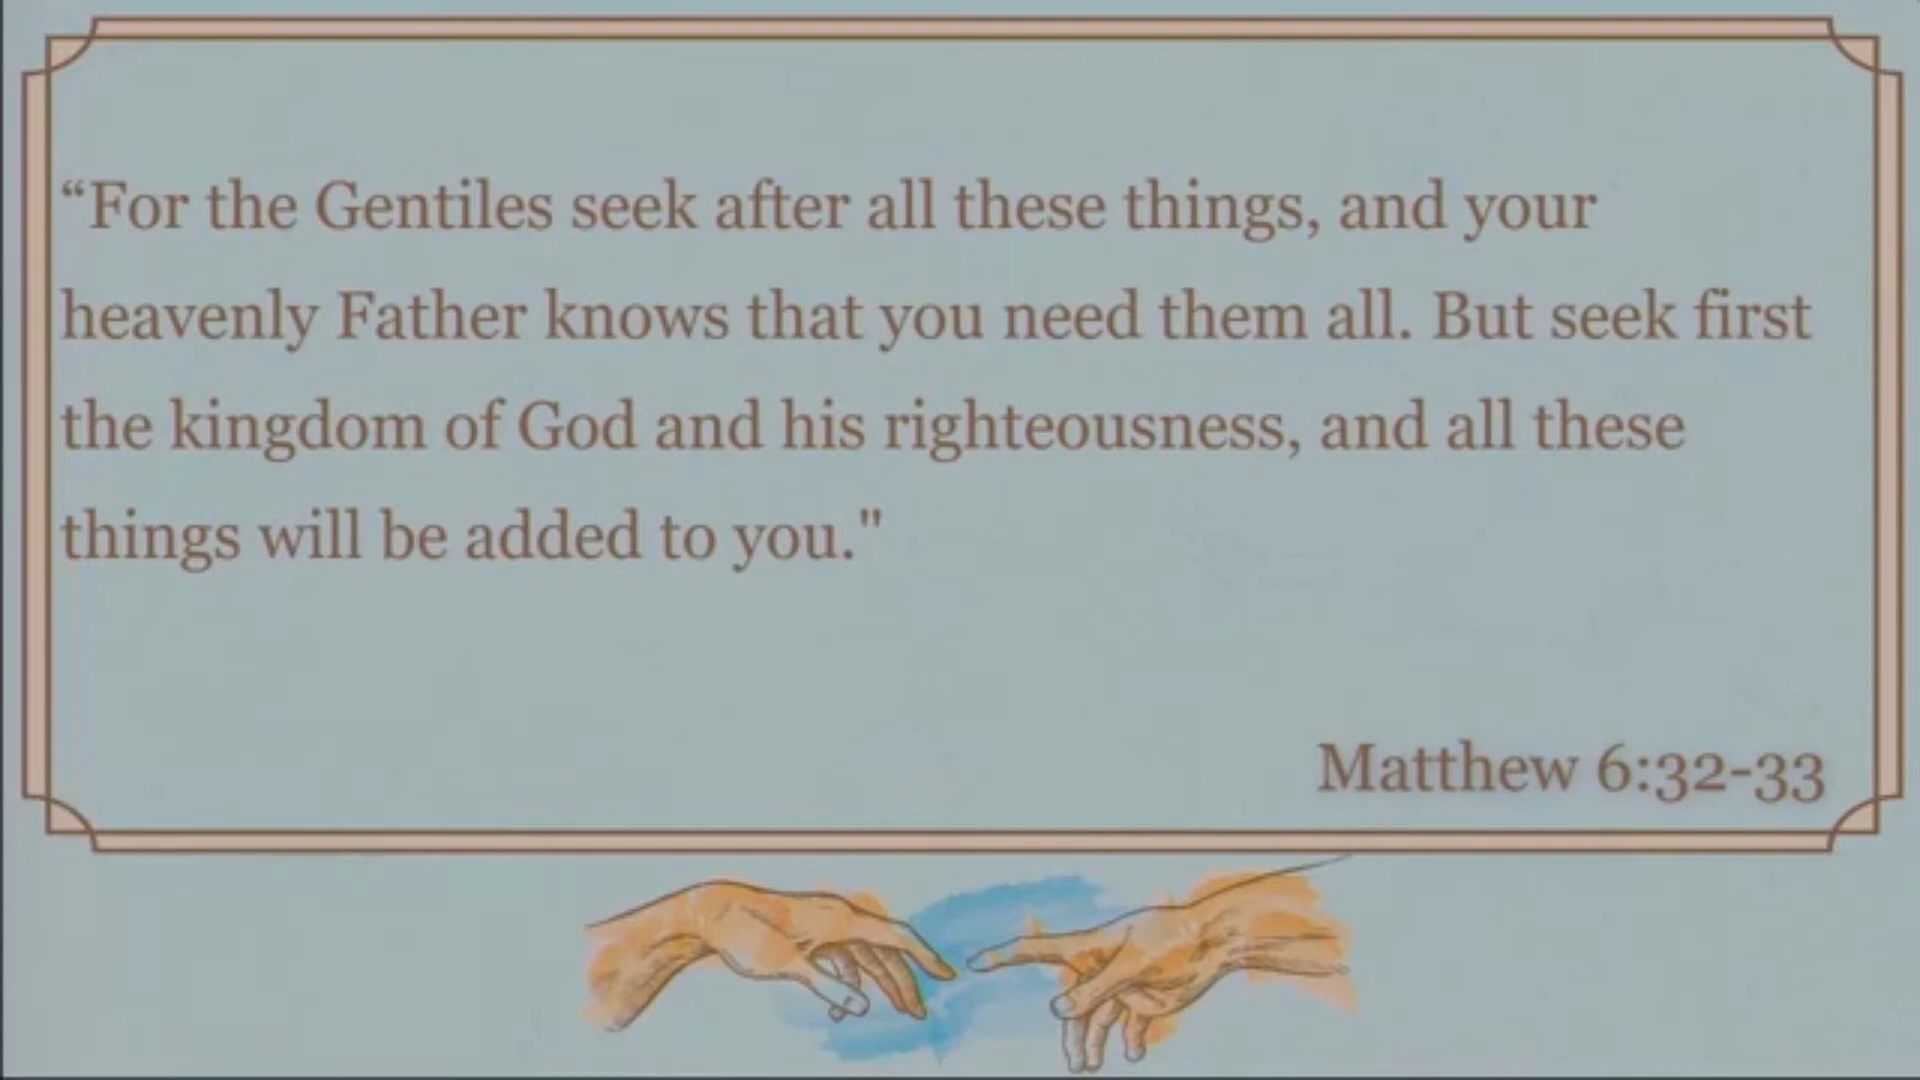 “For the Gentiles seek after all these things, and your
heavenly Father knows that you need them all. But seek first
the kingdom of God and his righteousness, and all these
things will be added to you."
Matthew 6:32-33